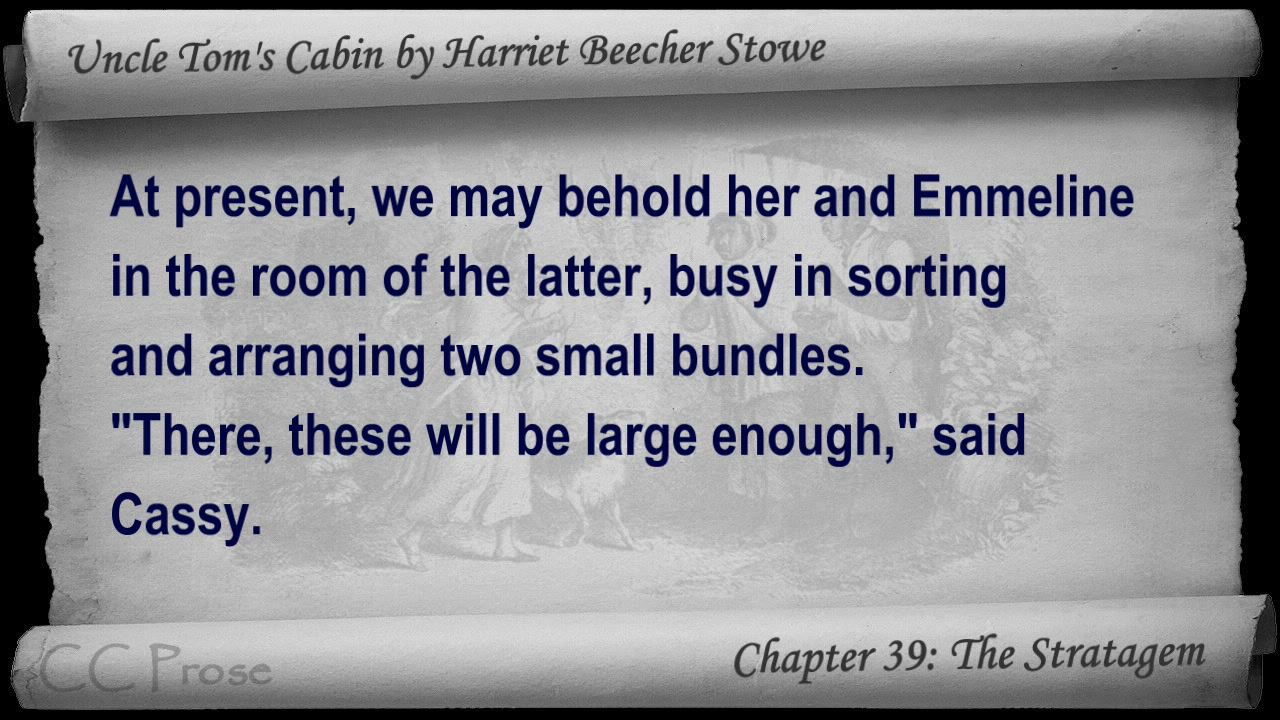 Uncle Tom's Cabin by Harriet Beecher Stowe
At present, we may behold her and Emmeline
in the room of the latter, busy in sorting
and arranging two small bundles.
"There, these will be large enough," said
Cassy.
CC Prose
Chapter 39: The Stratagem